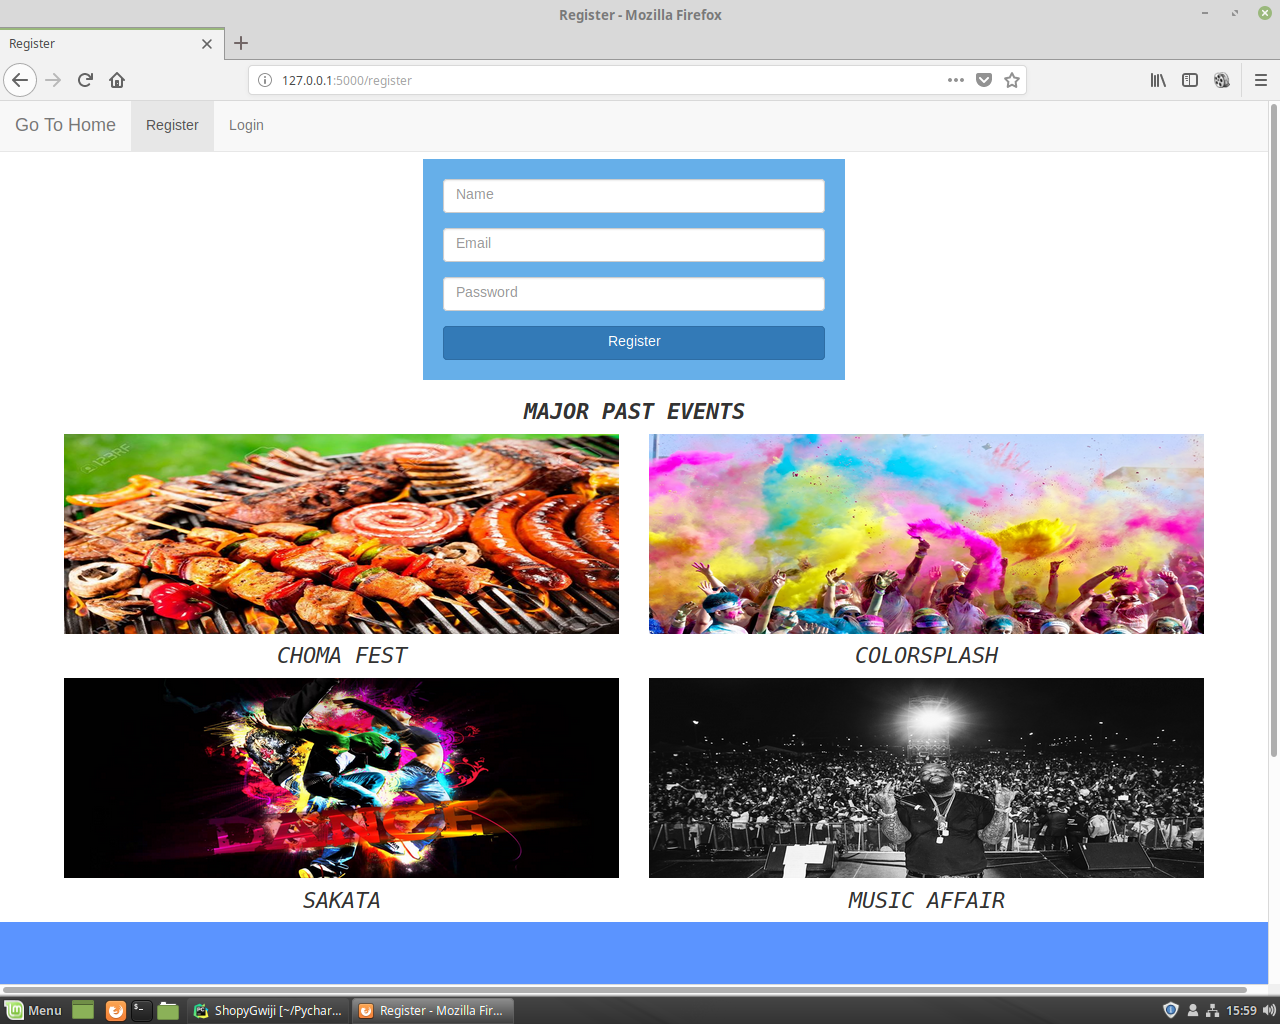 Register - Mozilla Firefox
Register
127.0.0.1:5000/register
Go To Home Register Login
Name
Email
Password
Register
MAJOR PAST EVENTS
123RF
CHOMA FEST
COLORSPLASH
DANCE
SAKATA
MUSIC AFFAIR
Menu
ShopyGwiji [~/Pychar...
Register - Mozilla Fir...
15:59